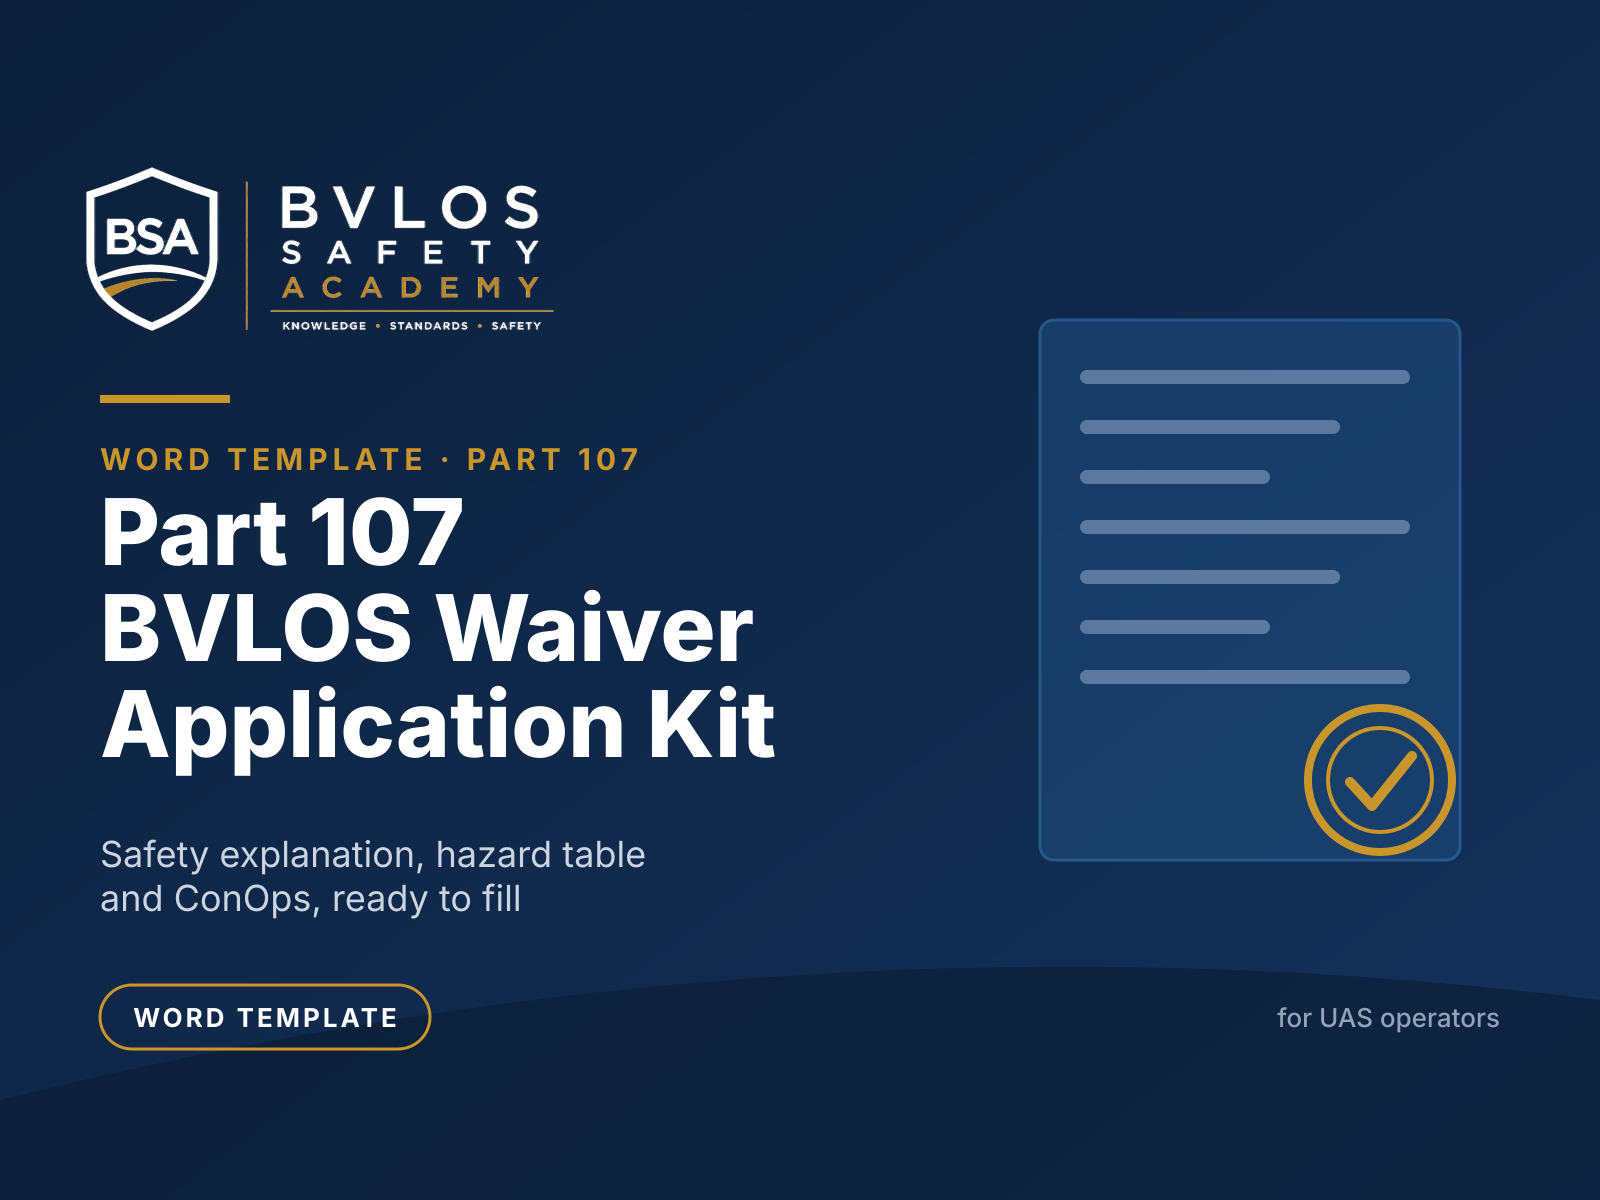 BSA
BVLOS
SAFETY
ACADEMY
KNOWLEDGE • STANDARDS • SAFETY
WORD TEMPLATE · PART 107
Part 107
BVLOS Waiver
Application Kit
Safety explanation, hazard table
and ConOps, ready to fill
WORD TEMPLATE
for UAS operators